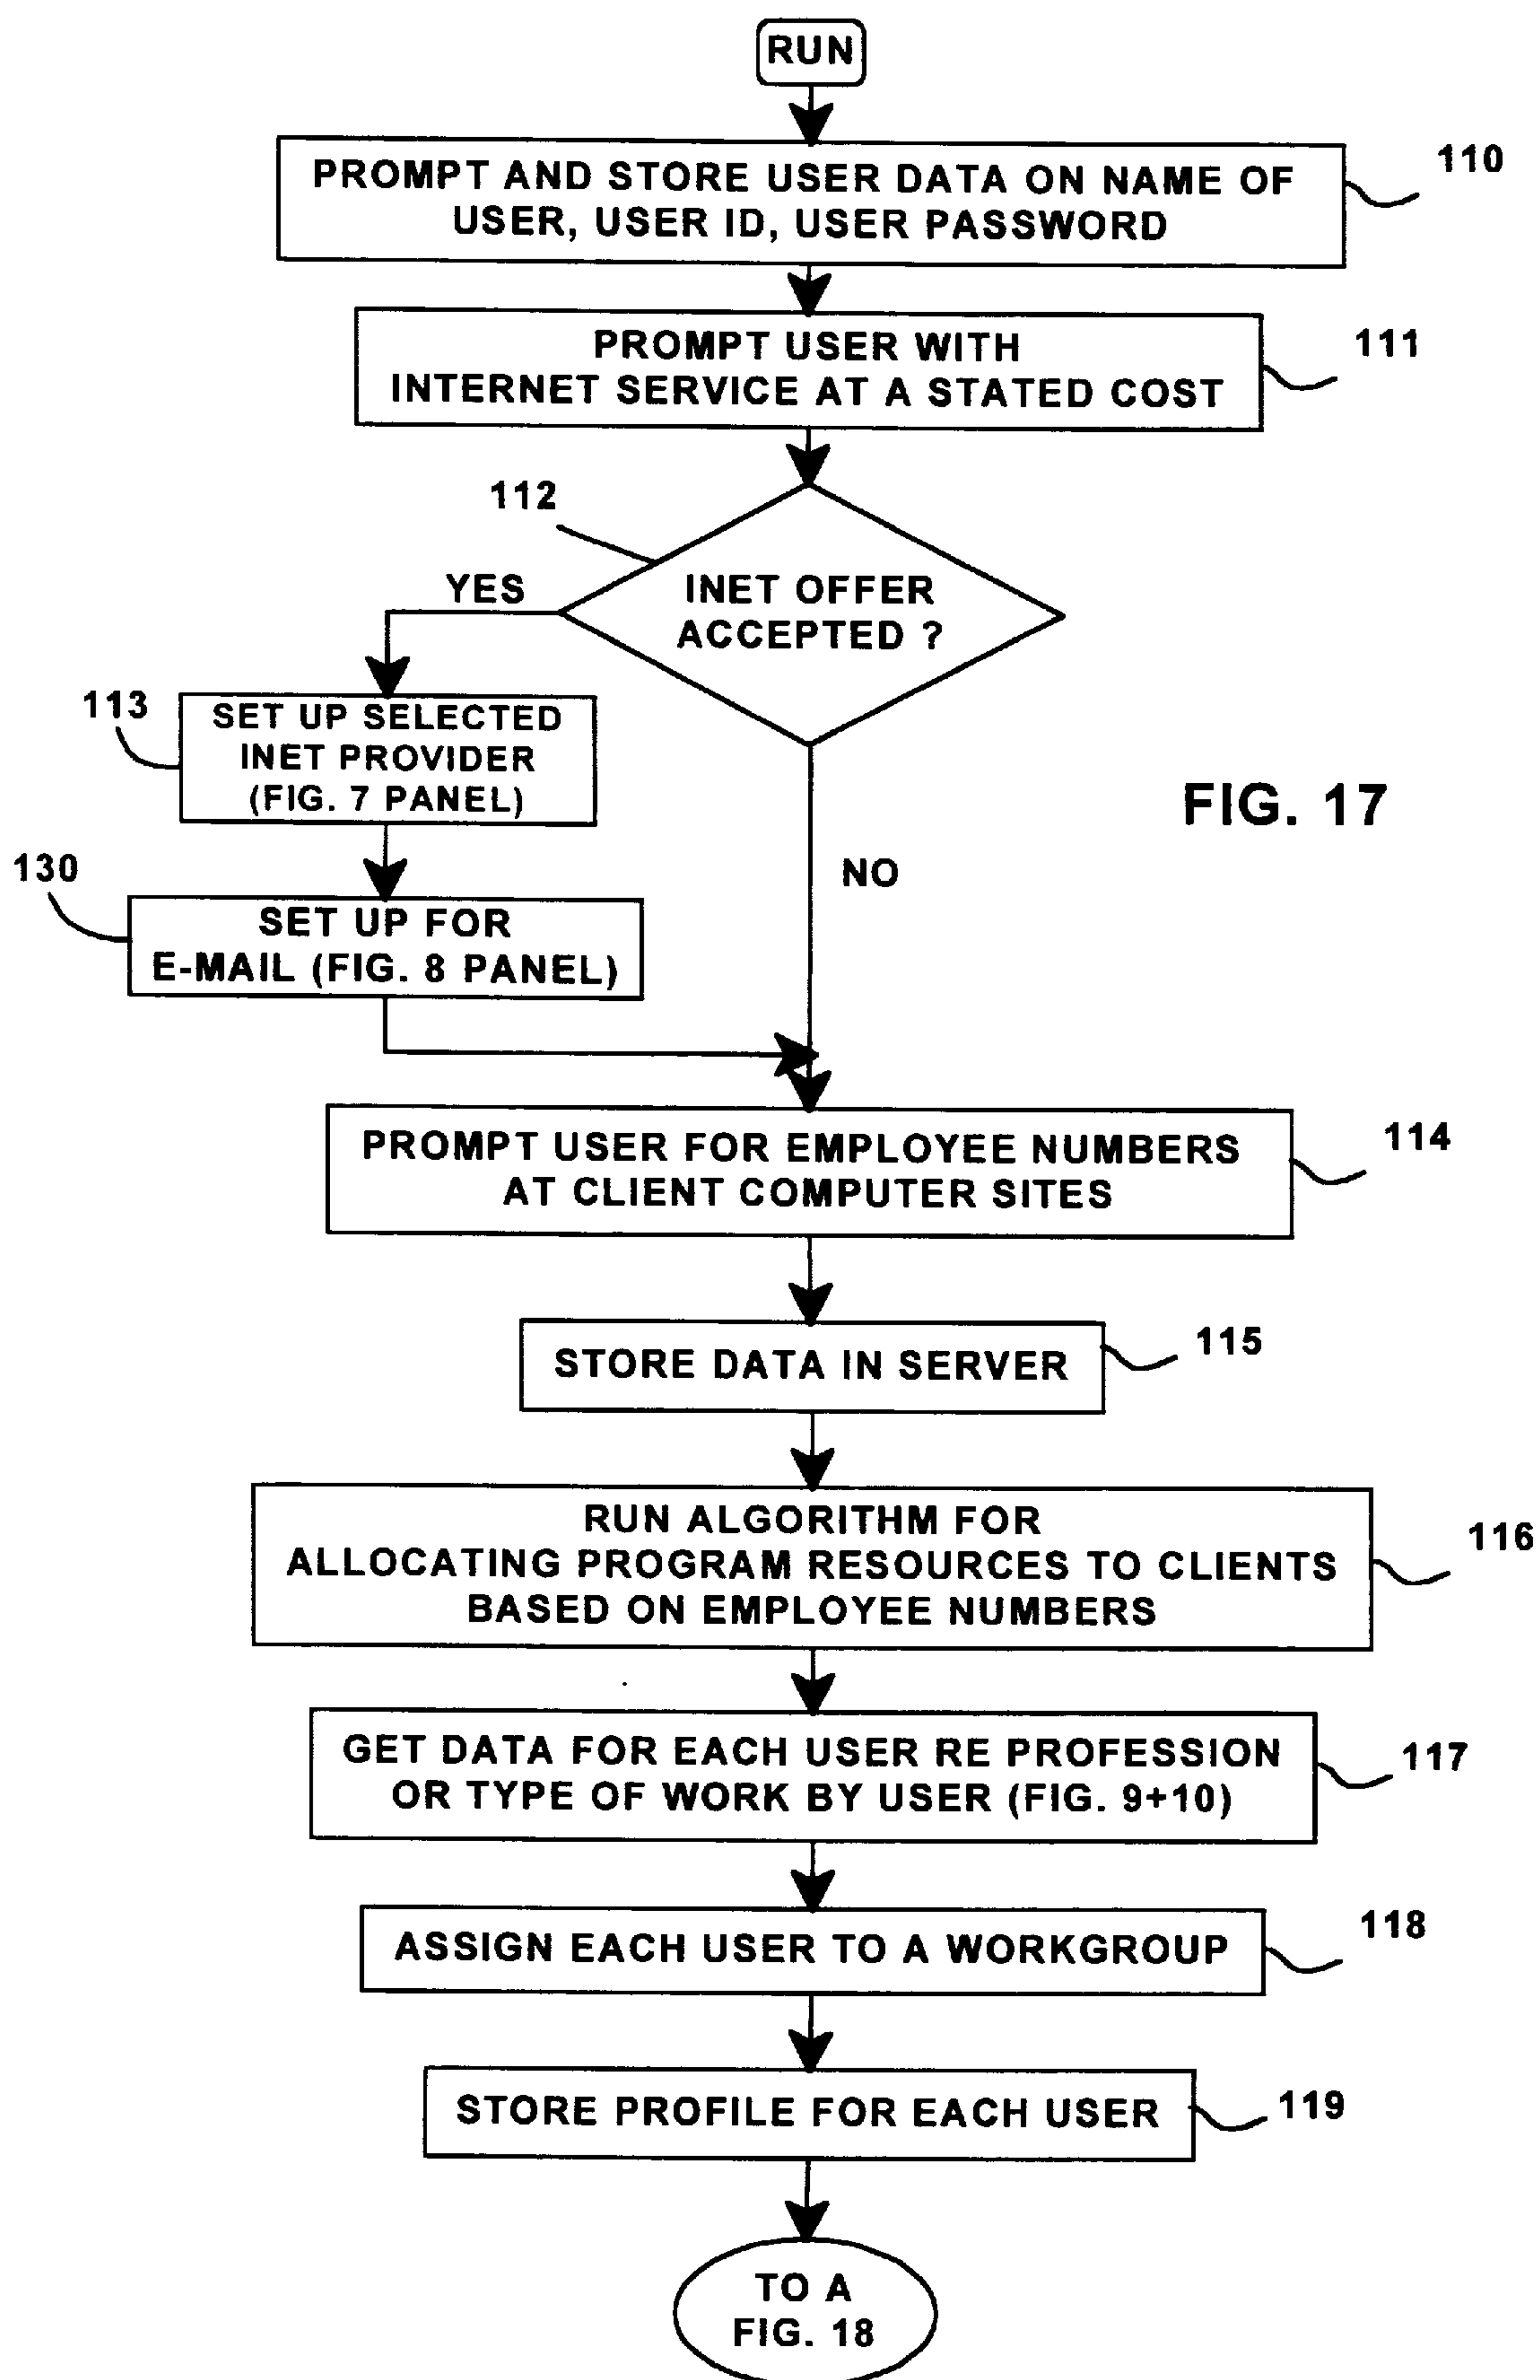 RUN
PROMPT AND STORE USER DATA ON NAME OF
USER, USER ID, USER PASSWORD
110
PROMPT USER WITH
INTERNET SERVICE AT A STATED COST
111
112
INET OFFER
ACCEPTED ?
YES
113
SET UP SELECTED
INET PROVIDER
(FIG. 7 PANEL)
FIG. 17
NO
130
SET UP FOR
E-MAIL (FIG. 8 PANEL)
PROMPT USER FOR EMPLOYEE NUMBERS
AT CLIENT COMPUTER SITES
114
STORE DATA IN SERVER
115
RUN ALGORITHM FOR
ALLOCATING PROGRAM RESOURCES TO CLIENTS
BASED ON EMPLOYEE NUMBERS
116
GET DATA FOR EACH USER RE PROFESSION
OR TYPE OF WORK BY USER (FIG. 9+10)
117
ASSIGN EACH USER TO A WORKGROUP
118
STORE PROFILE FOR EACH USER
119
TO A
FIG. 18